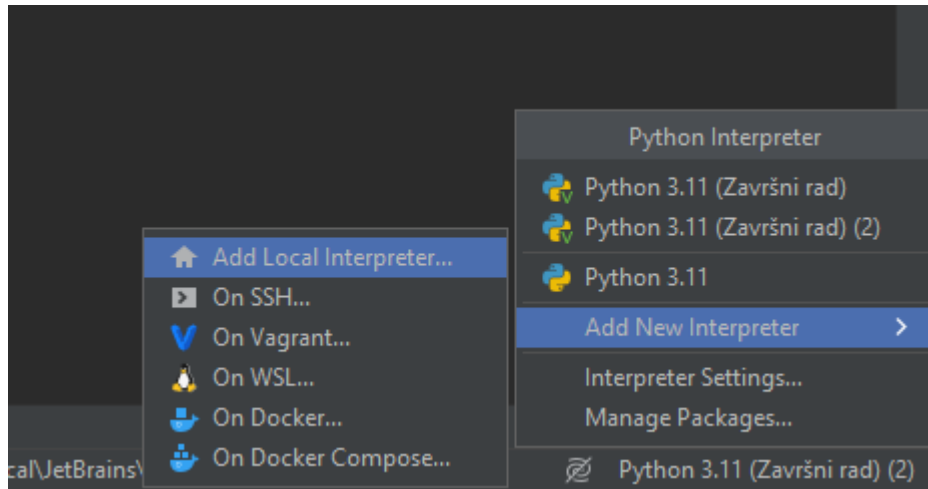 Python Interpreter
Python 3.11 (Završni rad)
Python 3.11 (Završni rad) (2)
Python 3.11
Add New Interpreter
Interpreter Settings...
Manage Packages...
Add Local Interpreter...
On SSH...
On Vagrant...
On WSL...
On Docker...
On Docker Compose...
cal\JetBrains\
Python 3.11 (Završni rad) (2)